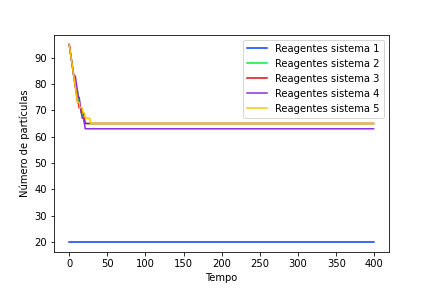 Reagentes sistema 1
Reagentes sistema 2
Reagentes sistema 3
Reagentes sistema 4
Reagentes sistema 5
Número de partículas
90
80
70
60
50
40
30
20
0 50 100 150 200 250 300 350 400
Tempo